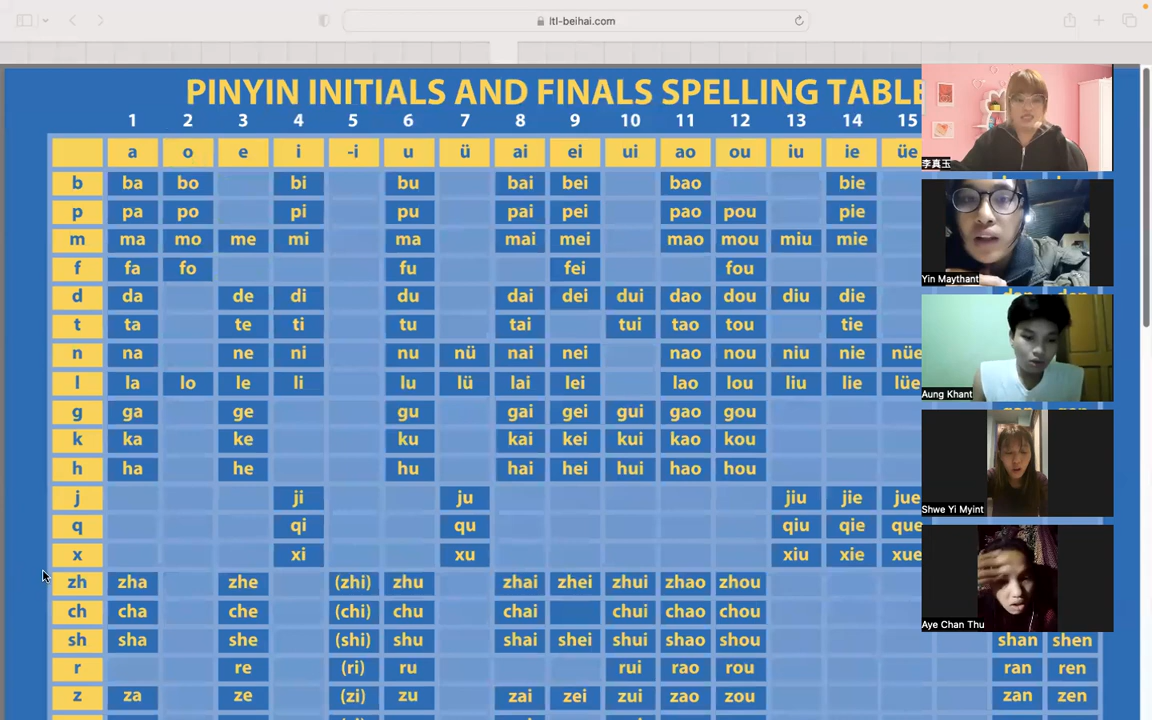 ltl-beihai.com
PINYIN INITIALS AND FINALS SPELLING TABLE
1 2 3 4 5 6 7 8 9 10 11 12 13 14 15
a o e i -i u ü ai ei ui ao ou iu ie üe
b ba bo bi bu bai bei bao bie
p pa po pi pu pai pei pao pou pie
m ma mo me mi ma mai mei mao mou miu mie
f fa fo fu fei fou
d da de di du dai dei dui dao dou diu die
t ta te ti tu tai tui tao tou tie
n na ne ni nu nü nai nei nao nou niu nie nüe
l la lo le li lu lü lai lei lao lou liu lie lüe
g ga ge gu gai gei gui gao gou
k ka ke ku kai kei kui kao kou
h ha he hu hai hei hui hao hou
j ji ju jiu jie jue
q qi qu qiu qie que
x xi xu xiu xie xue
zh zha zhe (zhi) zhu zhai zhei zhui zhao zhou
ch cha che (chi) chu chai chui chao chou
sh sha she (shi) shu shai shei shui shao shou shan shen
r re (ri) ru rui rao rou ran ren
z za ze (zi) zu zai zei zui zao zou zan zen
李真玉
Yin Maythant
Aung Khant
Shwe Yi Myint
Aye Chan Thu